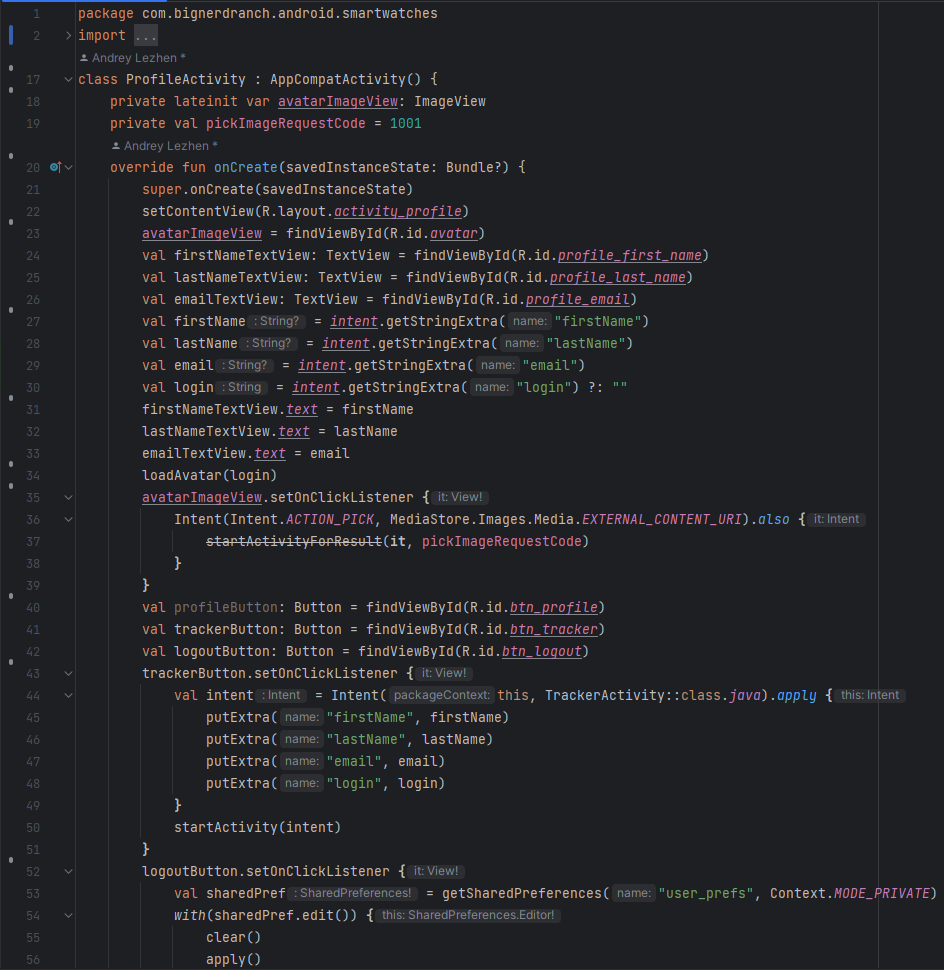 1 package com.bignerdranch.android.smartwatches
2 import ...
Andrey Lezhen *
17 class ProfileActivity : AppCompatActivity() {
18 private lateinit var avatarImageView: ImageView
19 private val pickImageRequestCode = 1001
Andrey Lezhen *
20 override fun onCreate(savedInstanceState: Bundle?) {
21 super.onCreate(savedInstanceState)
22 setContentView(R.layout.activity_profile)
23 avatarImageView = findViewById(R.id.avatar)
24 val firstNameTextView: TextView = findViewById(R.id.profile_first_name)
25 val lastNameTextView: TextView = findViewById(R.id.profile_last_name)
26 val emailTextView: TextView = findViewById(R.id.profile_email)
27 val firstName : String? = intent.getStringExtra( name: "firstName")
28 val lastName : String? = intent.getStringExtra( name: "lastName")
29 val email : String? = intent.getStringExtra( name: "email")
30 val login : String = intent.getStringExtra( name: "login") ?: ""
31 firstNameTextView.text = firstName
32 lastNameTextView.text = lastName
33 emailTextView.text = email
34 loadAvatar(login)
35 avatarImageView.setOnClickListener { it: View!
36 Intent(Intent.ACTION_PICK, MediaStore.Images.Media.EXTERNAL_CONTENT_URI).also { it: Intent
37 startActivityForResult(it, pickImageRequestCode)
38 }
39 }
40 val profileButton: Button = findViewById(R.id.btn_profile)
41 val trackerButton: Button = findViewById(R.id.btn_tracker)
42 val logoutButton: Button = findViewById(R.id.btn_logout)
43 trackerButton.setOnClickListener { it: View!
44 val intent : Intent = Intent( packageContext: this, TrackerActivity::class.java).apply { this: Intent
45 putExtra( name: "firstName", firstName)
46 putExtra( name: "lastName", lastName)
47 putExtra( name: "email", email)
48 putExtra( name: "login", login)
49 }
50 startActivity(intent)
51 }
52 logoutButton.setOnClickListener { it: View!
53 val sharedPref : SharedPreferences! = getSharedPreferences( name: "user_prefs", Context.MODE_PRIVATE)
54 with(sharedPref.edit()) { this: SharedPreferences.Editor!
55 clear()
56 apply()